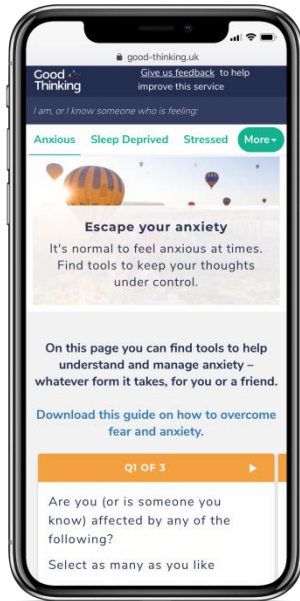 good-thinking.uk
Good
Thinking
Give us feedback to help
improve this service
I am, or I know someone who is feeling:
Anxious Sleep Deprived Stressed More
Escape your anxiety
It's normal to feel anxious at times.
Find tools to keep your thoughts
under control.
On this page you can find tools to help
understand and manage anxiety –
whatever form it takes, for you or a friend.
Download this guide on how to overcome
fear and anxiety.
Q1 OF 3
Are you (or is someone you
know) affected by any of the
following?
Select as many as you like